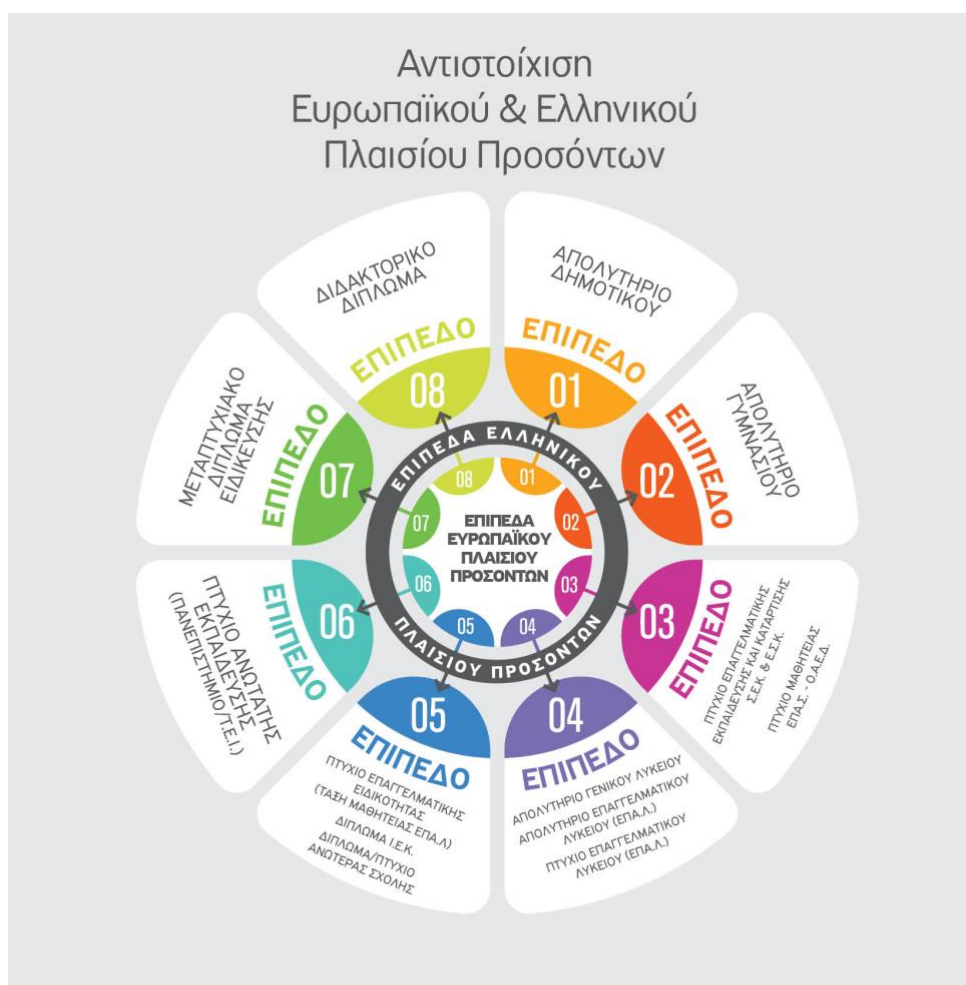 Αντιστοίχιση
Ευρωπαϊκού & Ελληνικού
Πλαισίου Προσόντων
ΑΠΟΛΥΤΗΡΙΟ
ΔΗΜΟΤΙΚΟΥ
ΕΠΙΠΕΔΟ
01
ΑΠΟΛΥΤΗΡΙΟ
ΓΥΜΝΑΣΙΟΥ
ΕΠΙΠΕΔΟ
02
ΠΤΥΧΙΟ ΕΠΑΓΓΕΛΜΑΤΙΚΗΣ
ΕΚΠΑΙΔΕΥΣΗΣ ΚΑΙ ΚΑΤΑΡΤΙΣΗΣ
Σ.Ε.Κ. & Ε.Σ.Κ.
ΠΤΥΧΙΟ ΜΑΘΗΤΕΙΑΣ
ΕΠΑ.Σ. - Ο.Α.Ε.Δ.
ΕΠΙΠΕΔΟ
03
04
ΕΠΙΠΕΔΟ
ΑΠΟΛΥΤΗΡΙΟ ΓΕΝΙΚΟΥ ΛΥΚΕΙΟΥ
ΑΠΟΛΥΤΗΡΙΟ ΕΠΑΓΓΕΛΜΑΤΙΚΟΥ
ΛΥΚΕΙΟΥ (ΕΠΑ.Λ.)
ΠΤΥΧΙΟ ΕΠΑΓΓΕΛΜΑΤΙΚΟΥ
ΛΥΚΕΙΟΥ (ΕΠΑ.Λ.)
05
ΕΠΙΠΕΔΟ
ΠΤΥΧΙΟ ΕΠΑΓΓΕΛΜΑΤΙΚΗΣ
ΕΙΔΙΚΟΤΗΤΑΣ
(ΤΑΞΗ ΜΑΘΗΤΕΙΑΣ ΕΠΑ.Λ)
ΔΙΠΛΩΜΑ Ι.Ε.Κ.
ΔΙΠΛΩΜΑ/ΠΤΥΧΙΟ
ΑΝΩΤΕΡΑΣ ΣΧΟΛΗΣ
ΠΤΥΧΙΟ ΑΝΩΤΑΤΗΣ
ΕΚΠΑΙΔΕΥΣΗΣ
(ΠΑΝΕΠΙΣΤΗΜΙΟ/Τ.Ε.Ι.)
ΕΠΙΠΕΔΟ
06
ΜΕΤΑΠΤΥΧΙΑΚΟ
ΔΙΠΛΩΜΑ
ΕΙΔΙΚΕΥΣΗΣ
ΕΠΙΠΕΔΟ
07
ΔΙΔΑΚΤΟΡΙΚΟ
ΔΙΠΛΩΜΑ
ΕΠΙΠΕΔΟ
08
ΕΠΙΠΕΔΑ ΕΛΛΗΝΙΚΟΥ
ΠΛΑΙΣΙΟΥ ΠΡΟΣΟΝΤΩΝ
01
02
03
04
05
06
07
08
ΕΠΙΠΕΔΑ
ΕΥΡΩΠΑΪΚΟΥ
ΠΛΑΙΣΙΟΥ
ΠΡΟΣΟΝΤΩΝ